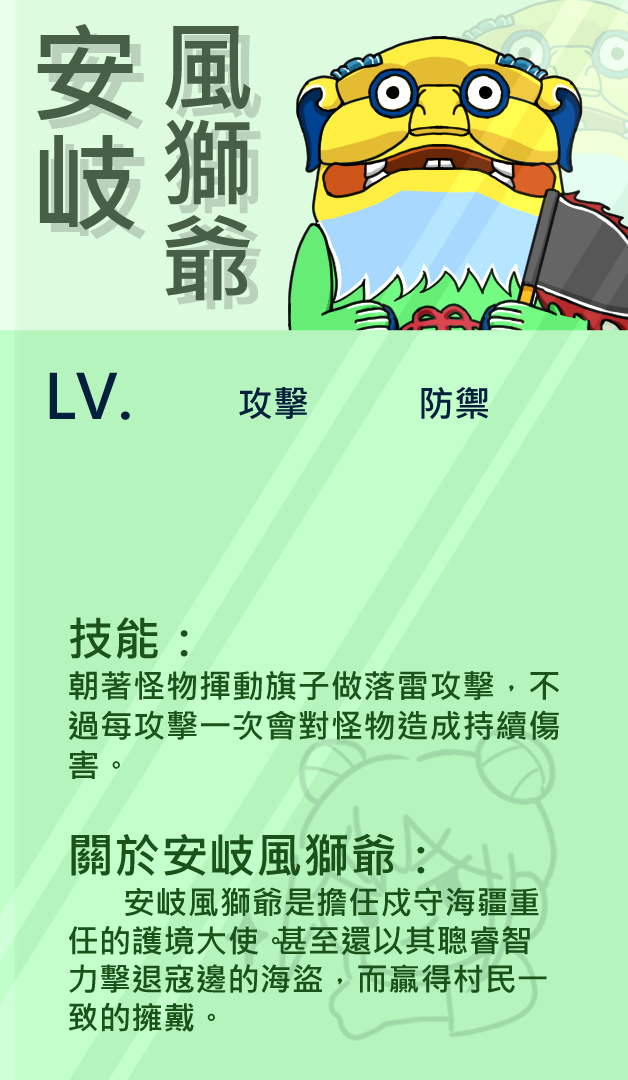 安岐
風獅爺
LV.
攻擊
防禦
技能：
朝著怪物揮動旗子做落雷攻擊，不
過每攻擊一次會對怪物造成持續傷
害。
關於安岐風獅爺：
安岐風獅爺是擔任戍守海疆重
任的護境大使。甚至還以其聰睿智
力擊退寇邊的海盜，而贏得村民一
致的擁戴。